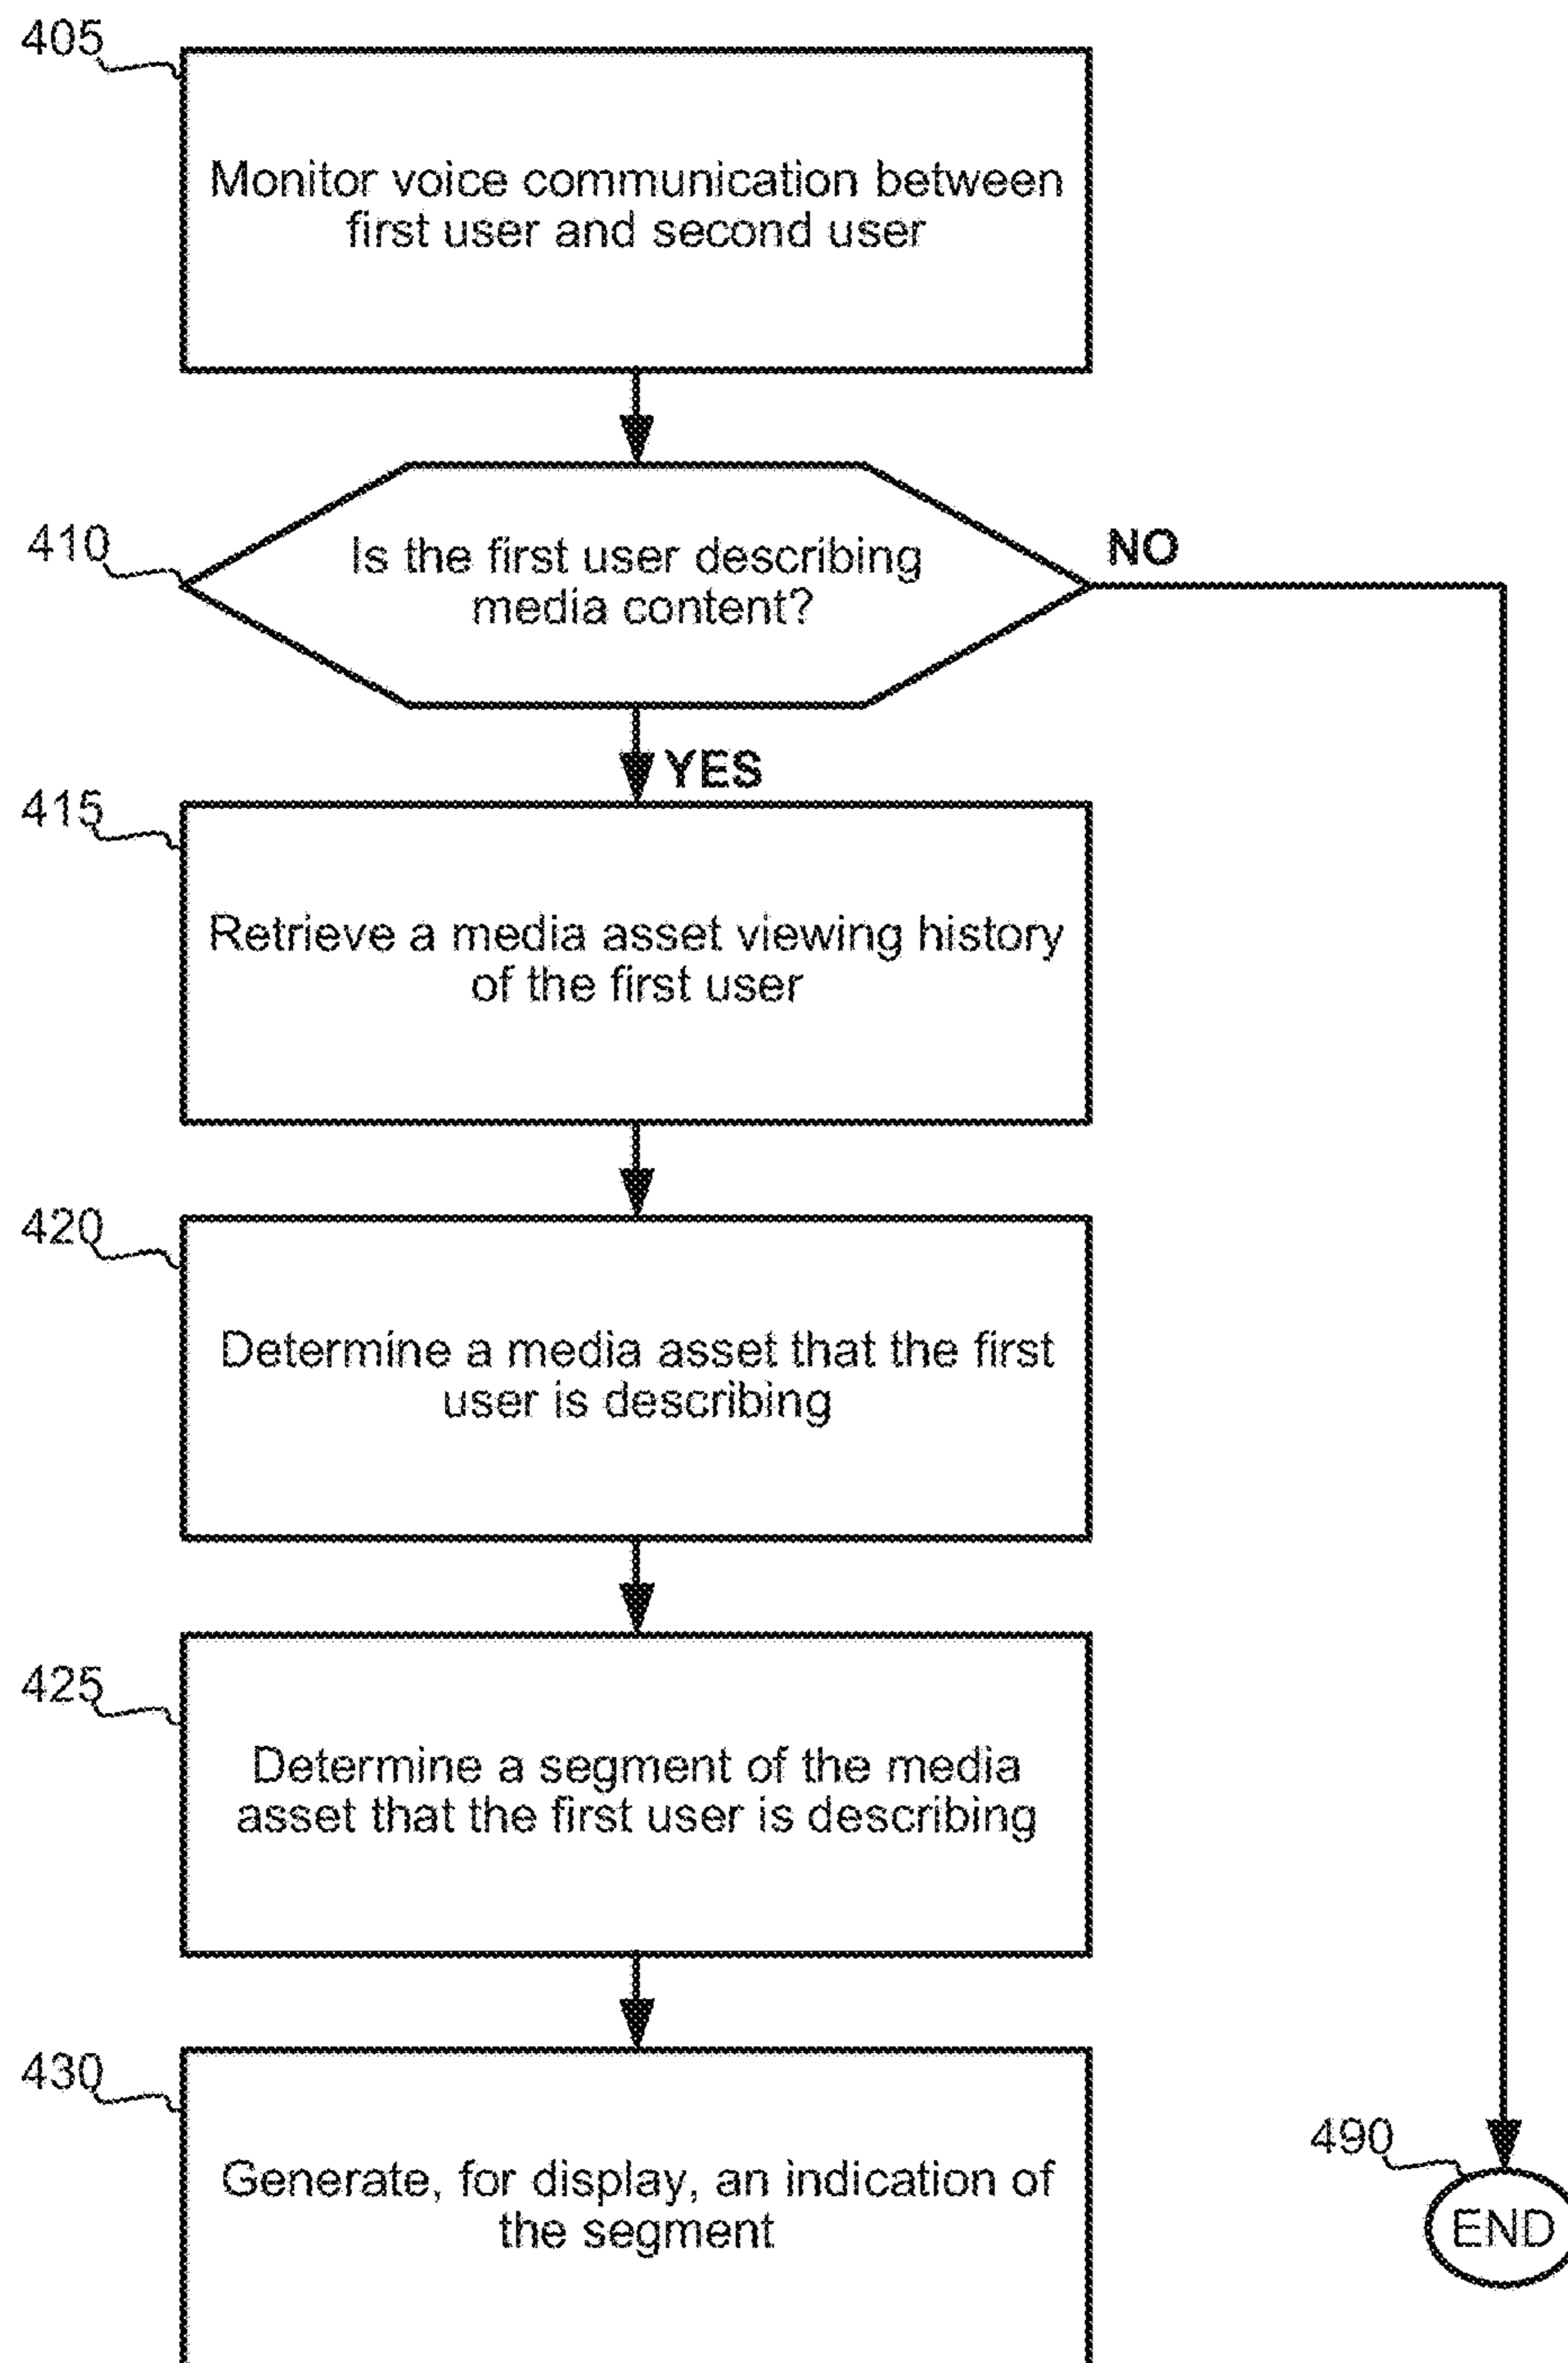 405
Monitor voice communication between
first user and second user
410
Is the first user describing
media content?
NO
YES
415
Retrieve a media asset viewing history
of the first user
420
Determine a media asset that the first
user is describing
425
Determine a segment of the media
asset that the first user is describing
430
Generate, for display, an indication of
the segment
490
END